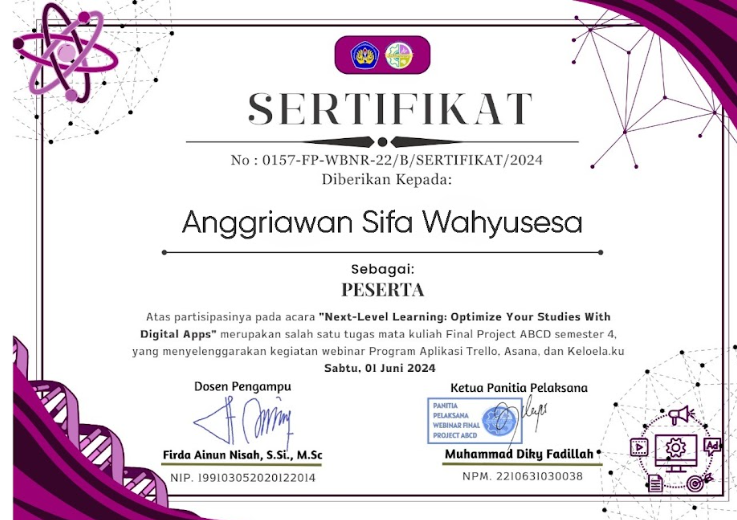 SERTIFIKAT
No : 0157-FP-WBNR-22/B/SERTIFIKAT/2024
Diberikan Kepada:
Anggriawan Sifa Wahyusesa
Sebagai:
PESERTA
Atas partisipasinya pada acara "Next-Level Learning: Optimize Your Studies With
Digital Apps" merupakan salah satu tugas mata kuliah Final Project ABCD semester 4,
yang menyelenggarakan kegiatan webinar Program Aplikasi Trello, Asana, dan Keloela.ku
Sabtu, 01 Juni 2024
Dosen Pengampu
Firda Ainun Nisah, S.Si., M.Sc
NIP. 199103052020122014
Ketua Panitia Pelaksana
PANITIA
PELAKSANA
WEBINAR FINAL
PROJECT ABCD
Muhammad Diky Fadillah
NPM. 2210631030038
Ad